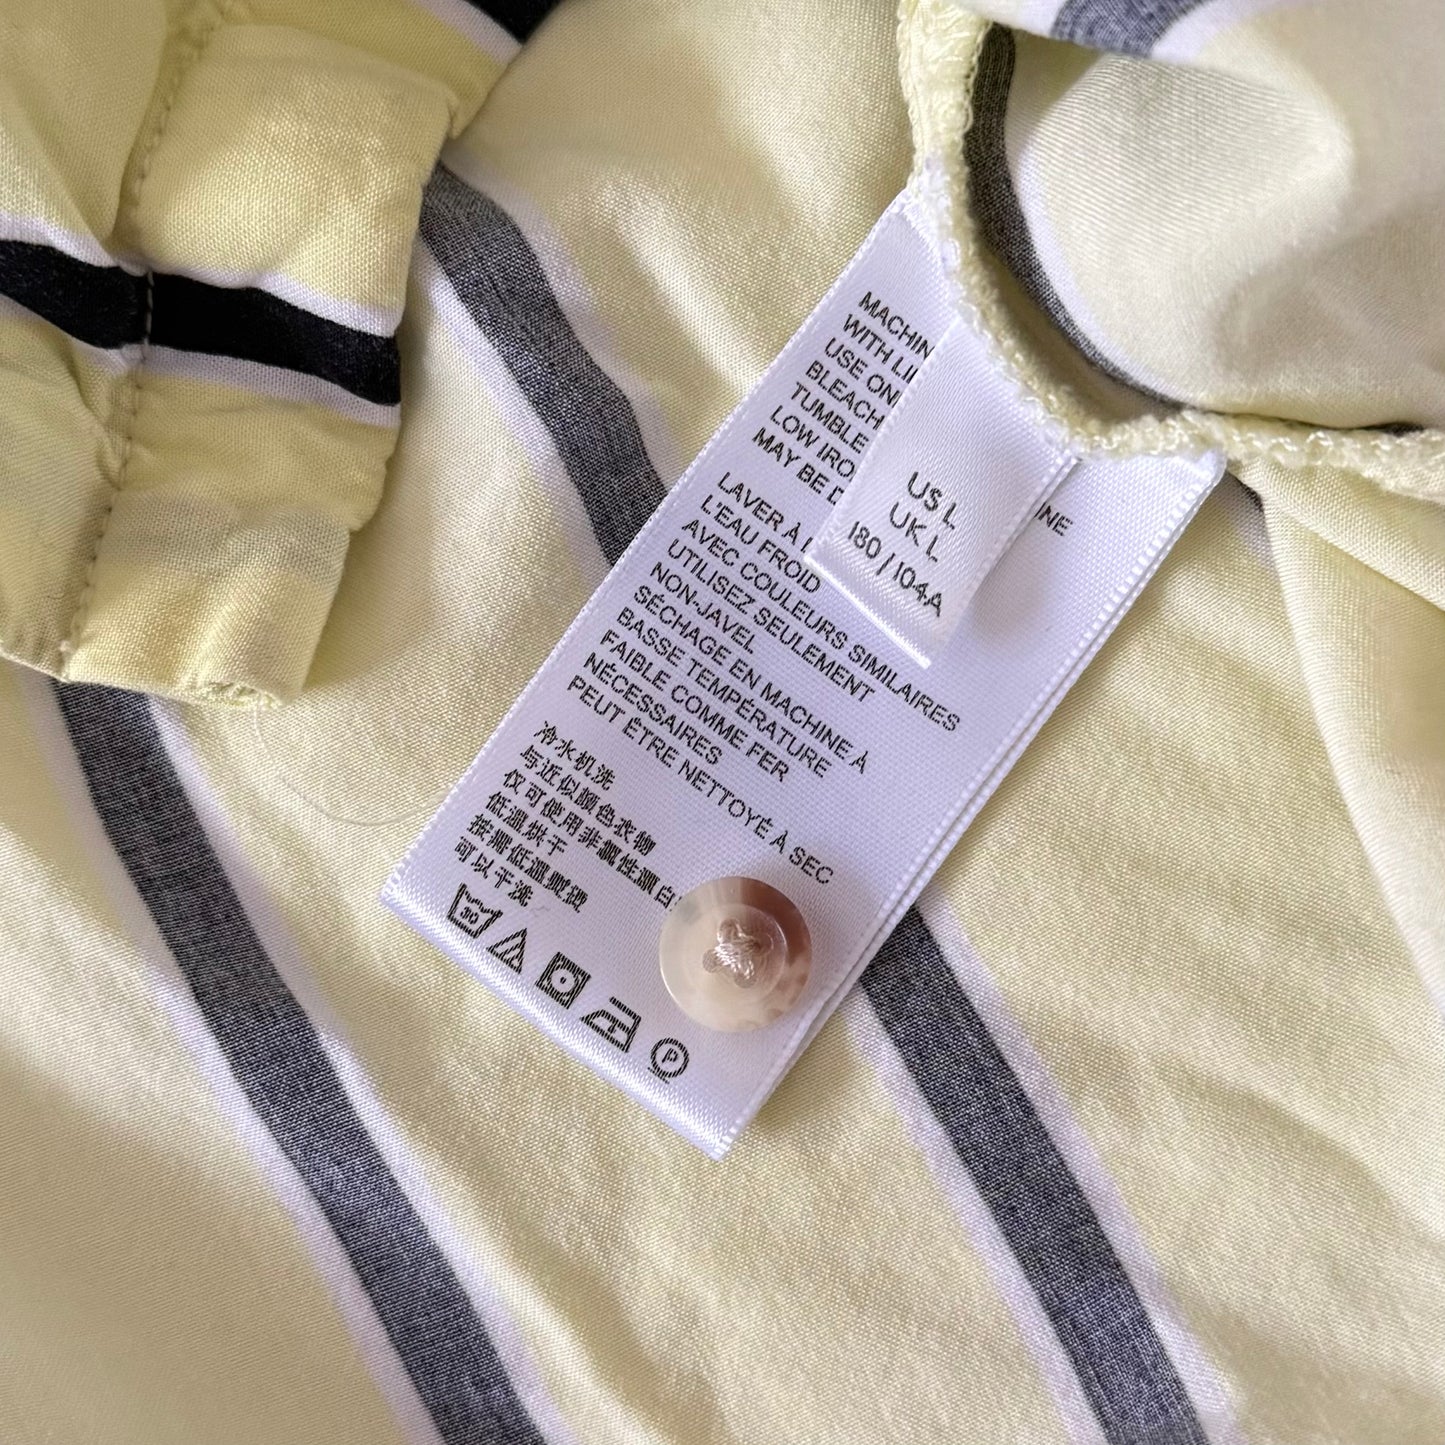 US L
UK L
180 / 104A
MACHIN
WITH LI
USE ON
BLEACH
TUMBLE
LOW IRO
MAY BE D
NE
LAVER À
L'EAU FROID
AVEC COULEURS SIMILAIRES
UTILISEZ SEULEMENT
NON-JAVEL
SÉCHAGE EN MACHINE À
BASSE TEMPÉRATURE
FAIBLE COMME FER
NÉCESSAIRES
PEUT ÊTRE NETTOYÉ À SEC
冷水机洗
与近似颜色衣物
仅可使用非氯性漂白
低温烘干
按需低温熨烫
可以干洗
30
P